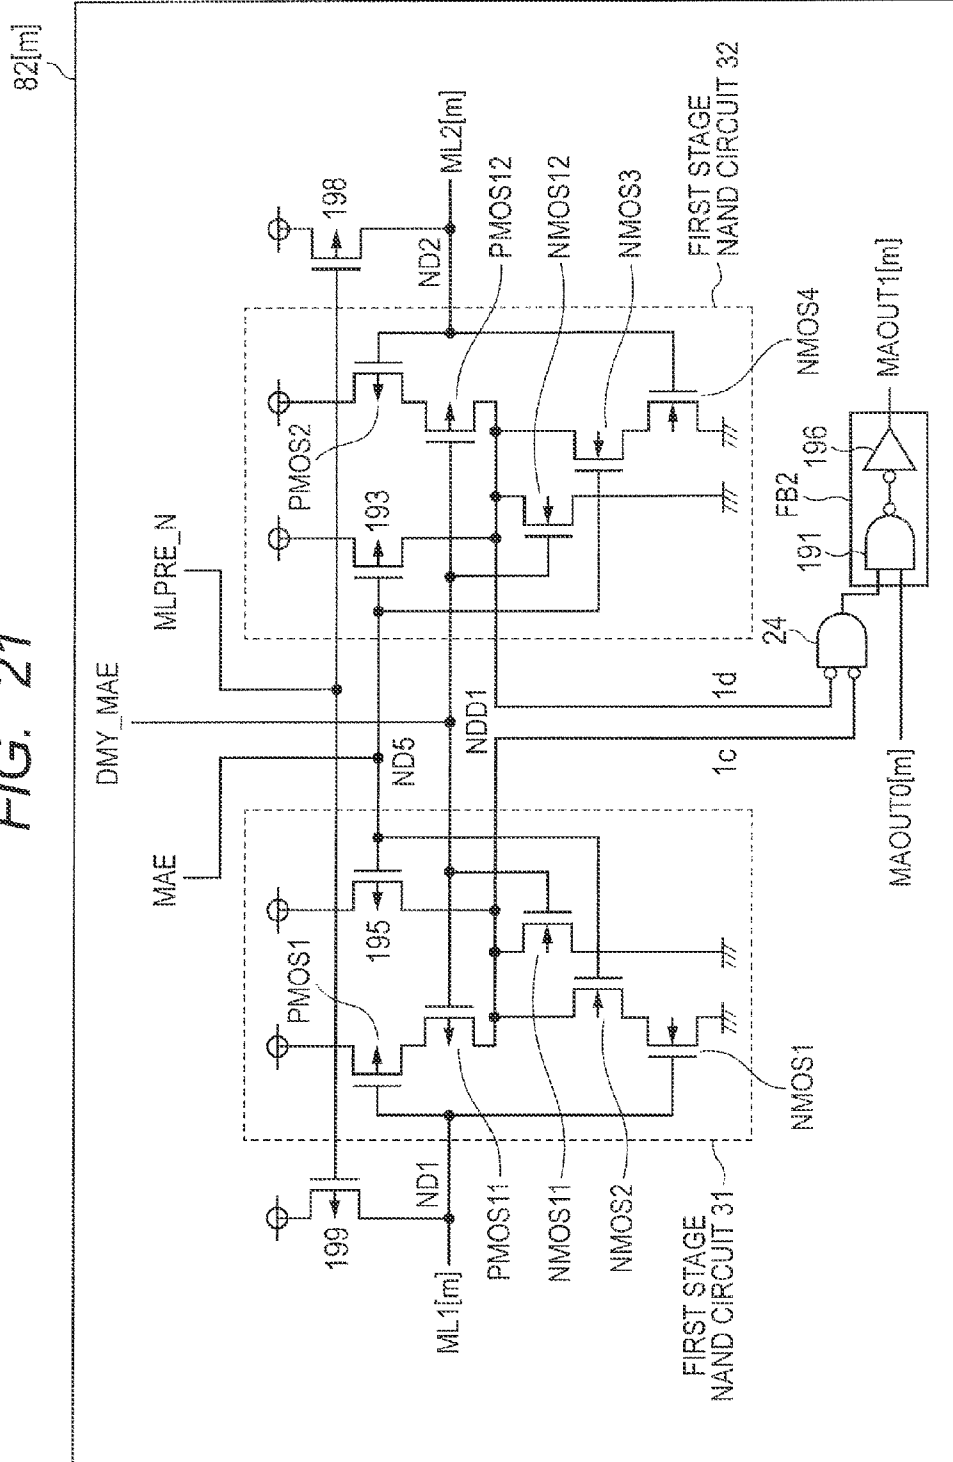 FIG. 21
82[m]
MAE
DMY_MAE
MLPRE_N
199
198
PMOS1
195
193
PMOS2
ND5
ND1
ND2
ML1[m]
ML2[m]
NDD1
PMOS11
PMOS12
NMOS11
NMOS12
NMOS2
NMOS3
FIRST STAGE
NAND CIRCUIT 31
FIRST STAGE
NAND CIRCUIT 32
1c
1d
NMOS1
NMOS4
24
FB2
191
196
MAOUT0[m]
MAOUT1[m]